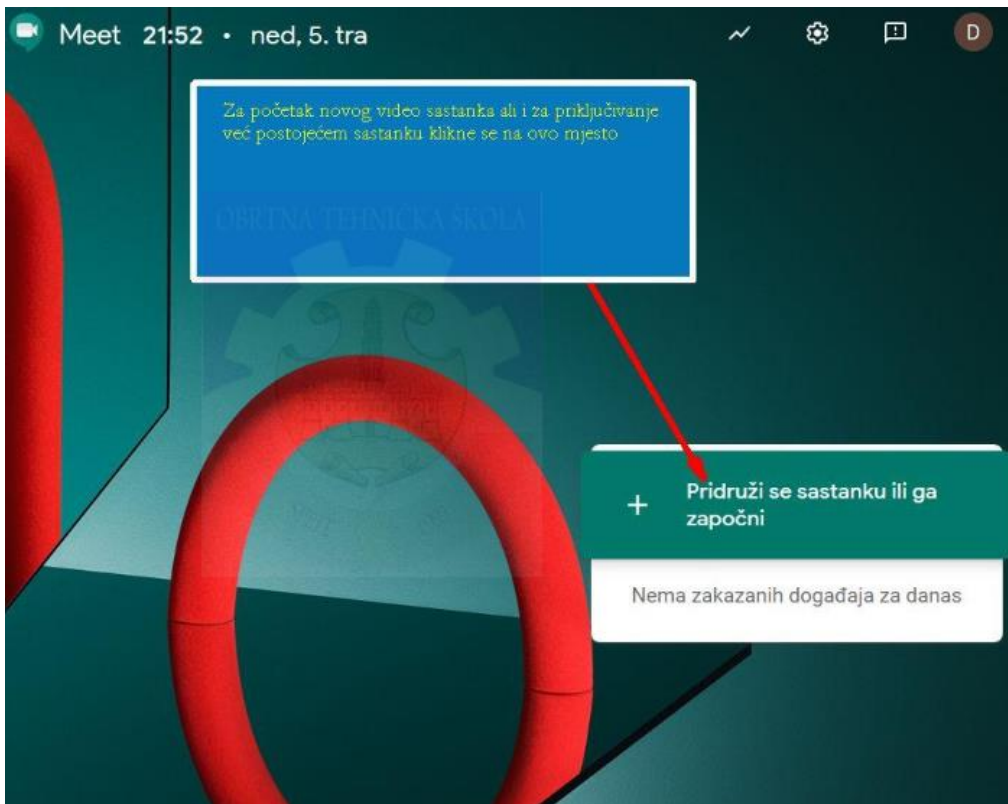 Meet 21:52 • ned, 5. tra
D
Za početak novog video sastanka ali i za priključivanje
već postojećem sastanku klikne se na ovo mjesto
OBRTNA TEHNIČKA ŠKOLA
+ Pridruži se sastanku ili ga
započni
Nema zakazanih događaja za danas